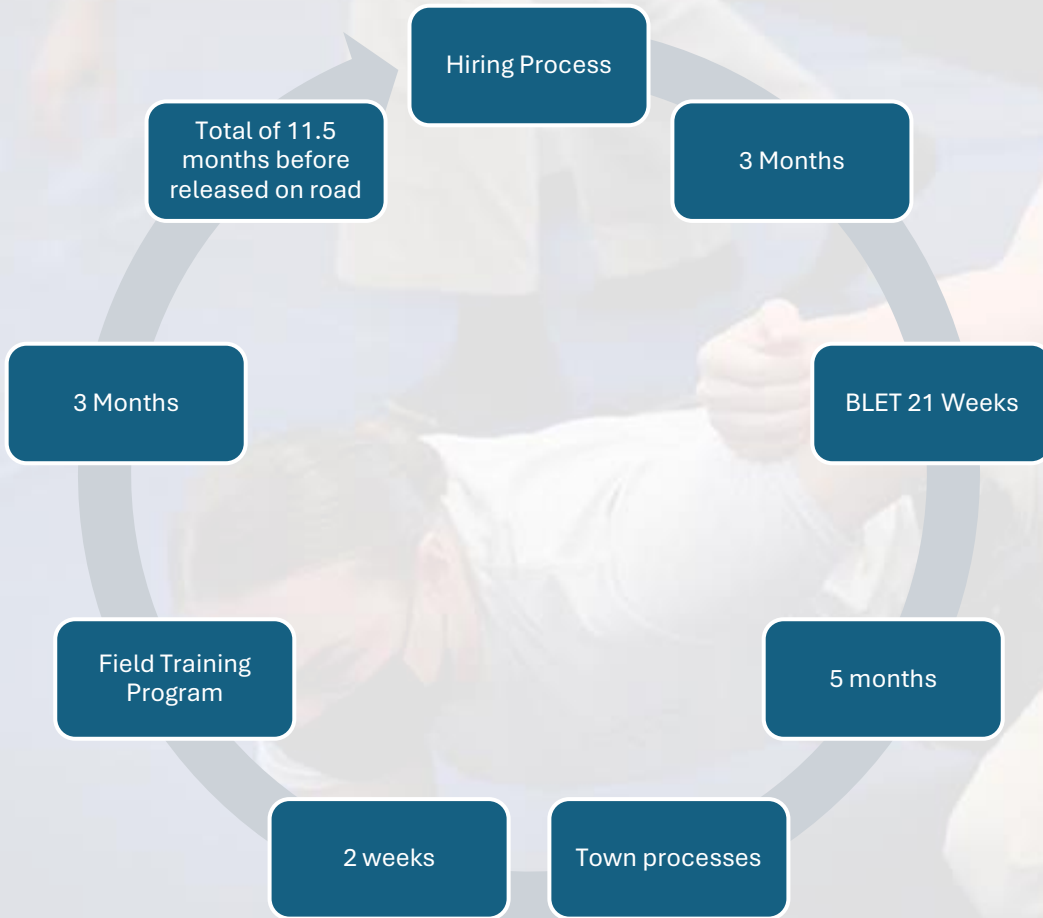 Hiring Process
3 Months
BLET 21 Weeks
5 months
Town processes
2 weeks
Field Training
Program
3 Months
Total of 11.5
months before
released on road